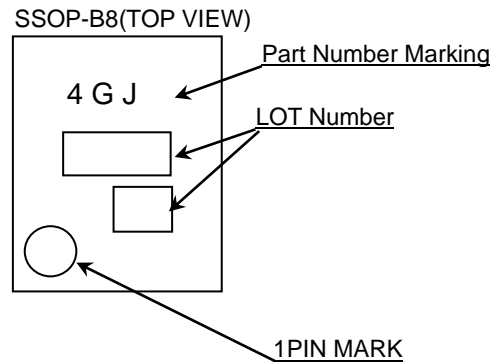 SSOP-B8(TOP VIEW)
Part Number Marking
4 G J
LOT Number
1PIN MARK